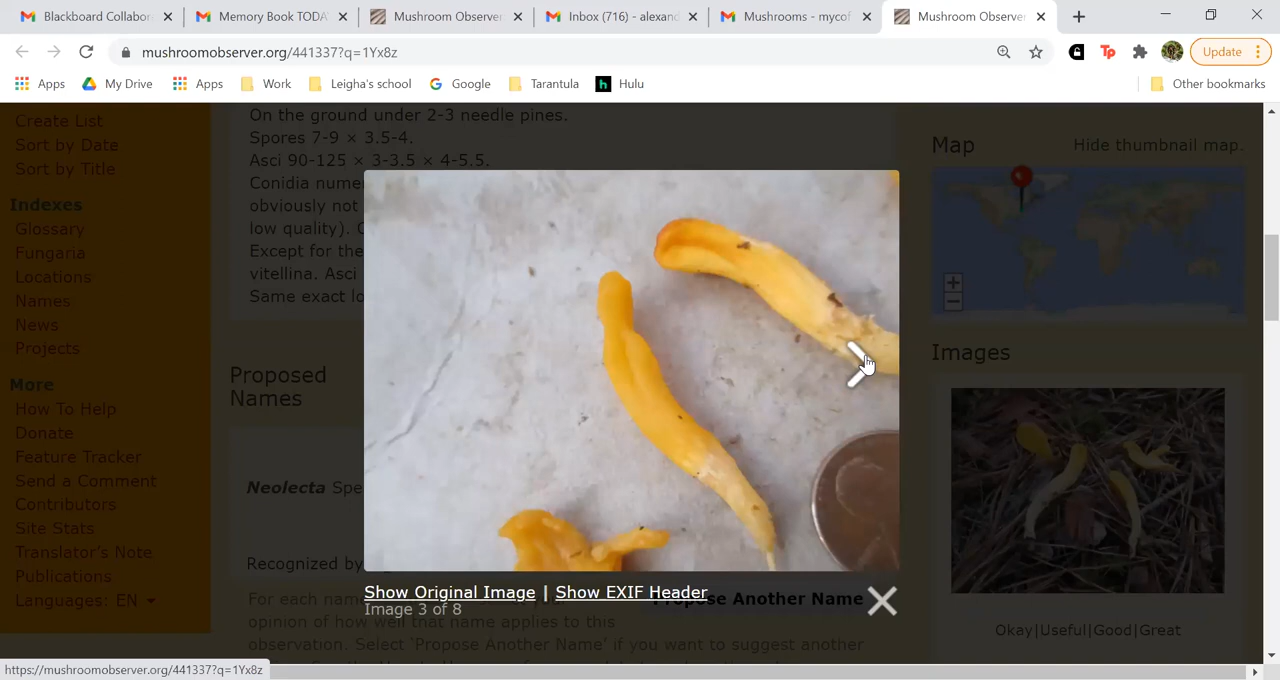 Blackboard Collabor
Memory Book TODA
Mushroom Observer
Inbox (716) - alexand
Mushrooms - mycof
Mushroom Observer
mushroomobserver.org/441337?q=1Yx8z
Tp
Update
Apps
My Drive
Apps
Work
Leigha's school
Google
Tarantula
h
Hulu
Other bookmarks
Create List
Sort by Date
Sort by Title
Indexes
Glossary
Fungaria
Locations
Names
News
Projects
More
How To Help
Donate
Feature Tracker
Send a Comment
Contributors
Site Stats
Translator's Note
Publications
Languages: EN
On the ground under 2-3 needle pines.
Spores 7-9 × 3.5-4.
Asci 90-125 × 3-3.5 × 4-5.5.
Conidia nume
obviously not
low quality).
Except for the
vitellina. Asci
Same exact lo
Proposed
Names
Neolecta Spe
Recognized by
Show Original Image | Show EXIF Header
Image 3 of 8
Propose Another Name
For each nam
opinion of how well that name applies to this
observation. Select 'Propose Another Name' if you want to suggest another
Map
Hide thumbnail map.
Images
Okay|Useful|Good|Great
https://mushroomobserver.org/441337?q=1Yx8z